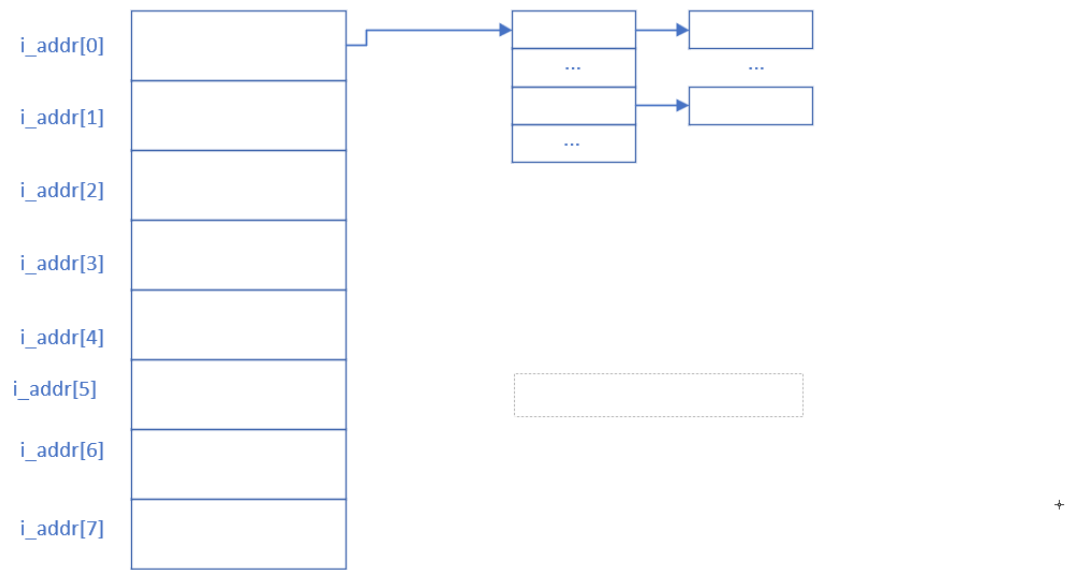 i_addr[0]
...
...
i_addr[1]
...
i_addr[2]
i_addr[3]
i_addr[4]
i_addr[5]
i_addr[6]
i_addr[7]